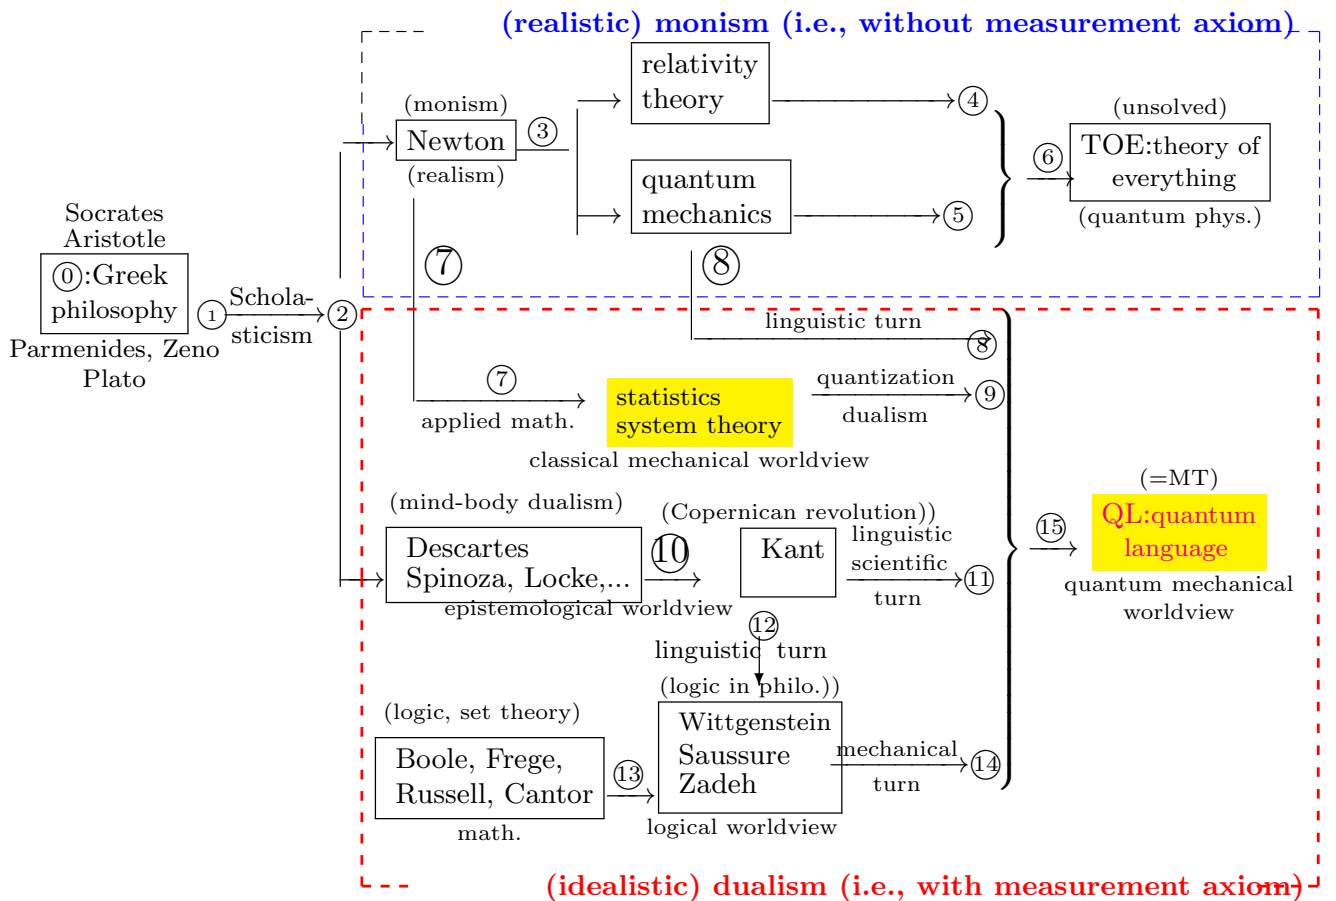 (realistic) monism (i.e., without measurement axiom)
(monism)
Newton
(realism)
③
relativity
theory
④
quantum
mechanics
⑤
⑥
(unsolved)
TOE:theory of
everything
(quantum phys.)
Socrates
Aristotle
⓪:Greek
philosophy
Parmenides, Zeno
Plato
①
Schola-
sticism
②
⑦
⑧
linguistic turn
⑧
⑦
applied math.
statistics
system theory
classical mechanical worldview
quantization
dualism
⑨
(mind-body dualism)
Descartes
Spinoza, Locke,...
epistemological worldview
⑩
(Copernican revolution))
Kant
linguistic
scientific
turn
⑪
⑫
linguistic turn
(logic in philo.))
Wittgenstein
Saussure
Zadeh
logical worldview
(logic, set theory)
Boole, Frege,
Russell, Cantor
math.
⑬
mechanical
turn
⑭
⑮
(=MT)
QL:quantum
language
quantum mechanical
worldview
(idealistic) dualism (i.e., with measurement axiom)